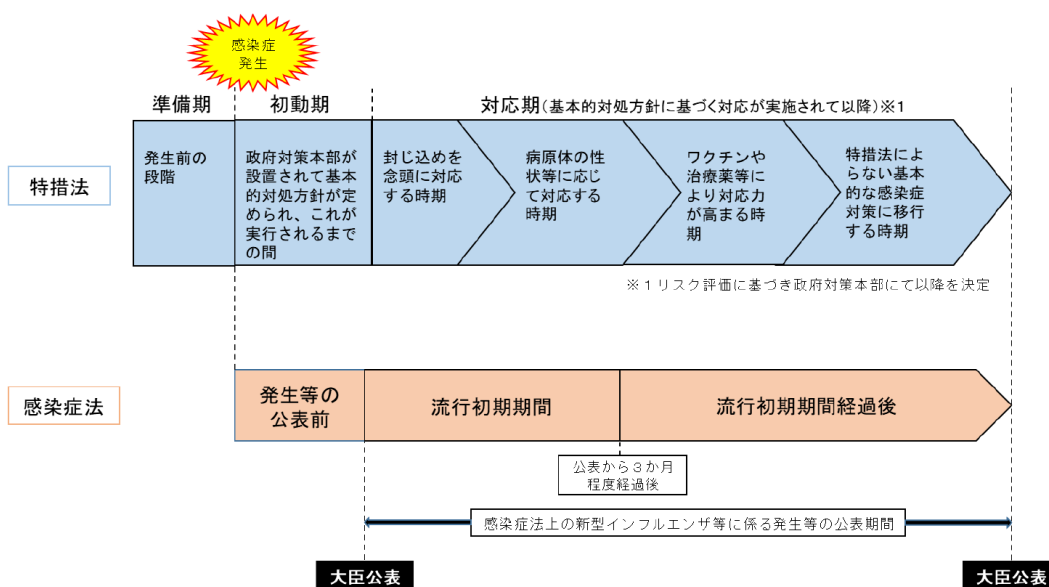 感染症
発生
準備期
初動期
対応期(基本的対処方針に基づく対応が実施されて以降)※1
特措法
発生前の
段階
政府対策本部が
設置されて基本
的対処方針が定
められ、これが
実行されるまで
の間
封じ込めを
念頭に対応
する時期
病原体の性
状等に応じ
て対応する
時期
ワクチンや
治療薬等に
より対応力
が高まる時
期
特措法によ
らない基本
的な感染症
対策に移行
する時期
※1リスク評価に基づき政府対策本部にて以降を決定
感染症法
発生等の
公表前
流行初期期間
流行初期期間経過後
公表から3か月
程度経過後
感染症法上の新型インフルエンザ等に係る発生等の公表期間
大臣公表
大臣公表